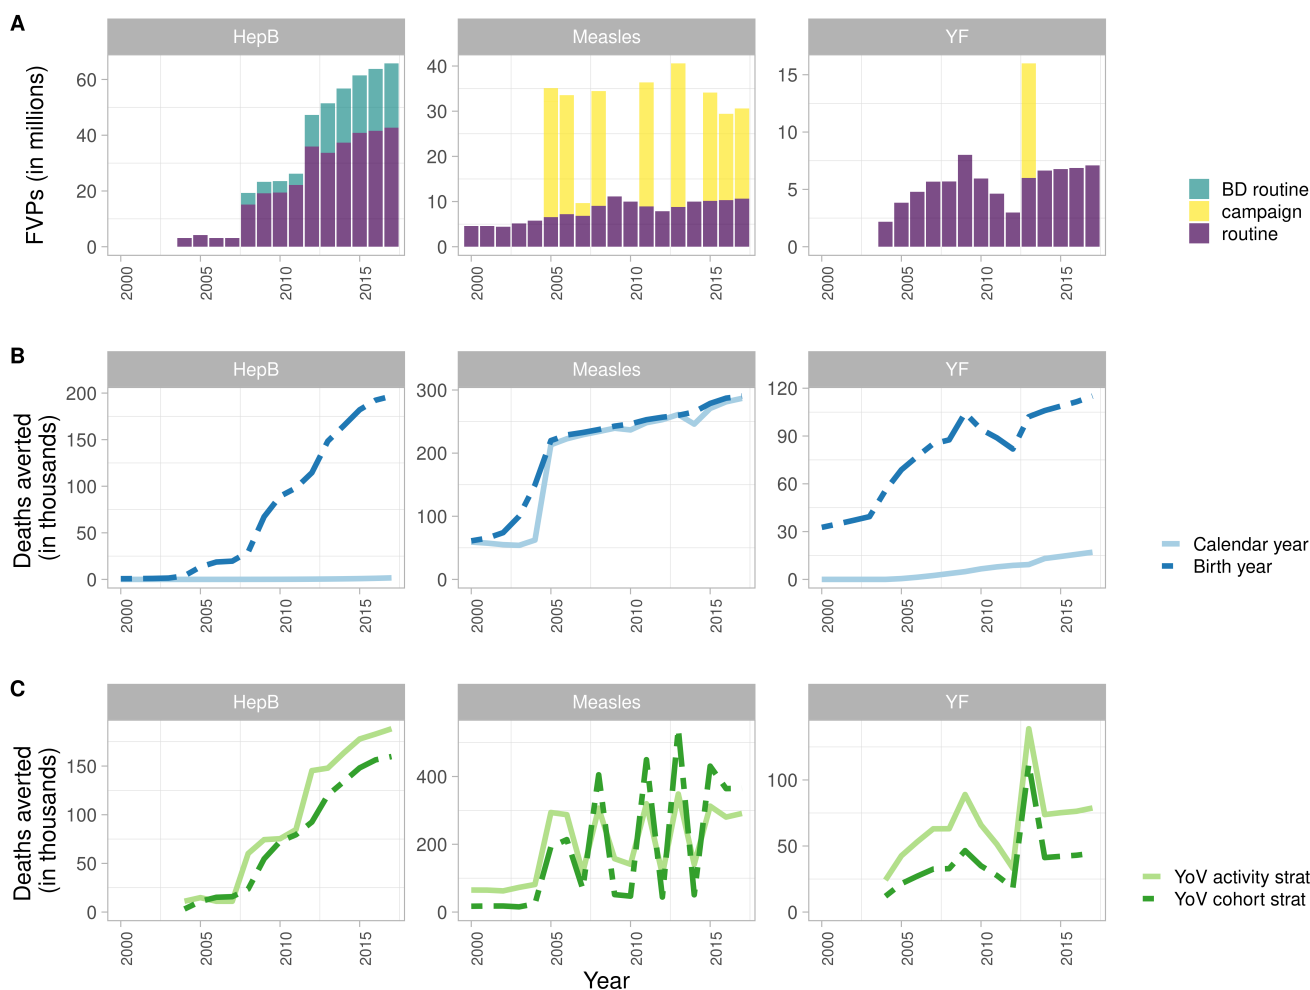 A
HepB
Measles
YF
FVPs (in millions)
60
40
20
0
40
30
20
10
0
15
10
5
0
2000
2005
2010
2015
2000
2005
2010
2015
2000
2005
2010
2015
BD routine
campaign
routine
B
HepB
Measles
YF
Deaths averted
(in thousands)
200
150
100
50
0
300
200
100
0
120
90
60
30
0
2000
2005
2010
2015
2000
2005
2010
2015
2000
2005
2010
2015
Calendar year
Birth year
C
HepB
Measles
YF
Deaths averted
(in thousands)
150
100
50
0
400
200
0
100
50
0
2000
2005
2010
2015
2000
2005
2010
2015
2000
2005
2010
2015
YoV activity strat
YoV cohort strat
Year